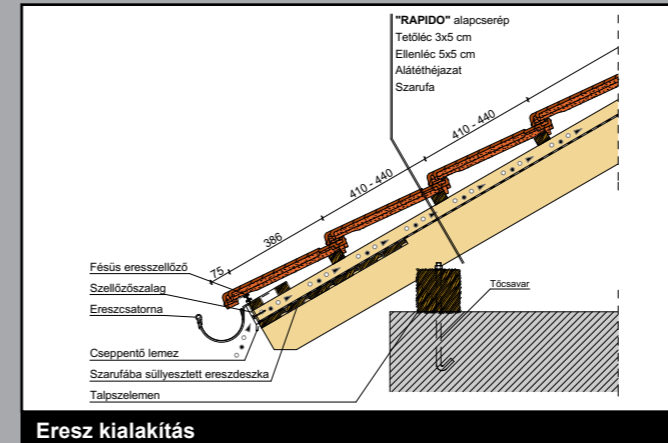 "RAPIDO" alapcserép
Tetőléc 3x5 cm
Ellenléc 5x5 cm
Alátéthéjazat
Szarufa
410 - 440
410 - 440
386
75
Fésüs eresszellőző
Szellőzőszalag
Ereszcsatorna
Tőcsavar
Cseppentő lemez
Szarufába süllyesztett ereszdeszka
Talpszelemen
Eresz kialakítás